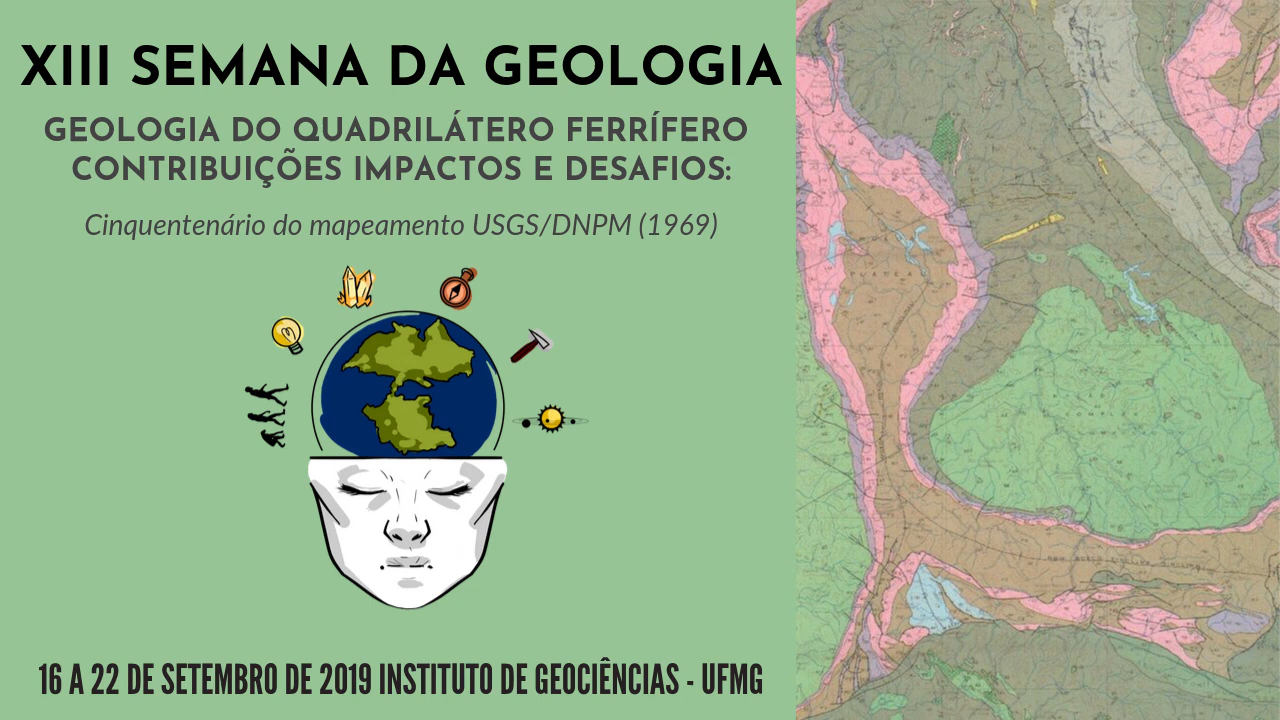 XIII SEMANA DA GEOLOGIA
GEOLOGIA DO QUADRILÁTERO FERRÍFERO
CONTRIBUIÇÕES IMPACTOS E DESAFIOS:
Cinquentenário do mapeamento USGS/DNPM (1969)
16 A 22 DE SETEMBRO DE 2019 INSTITUTO DE GEOCIÊNCIAS - UFMG